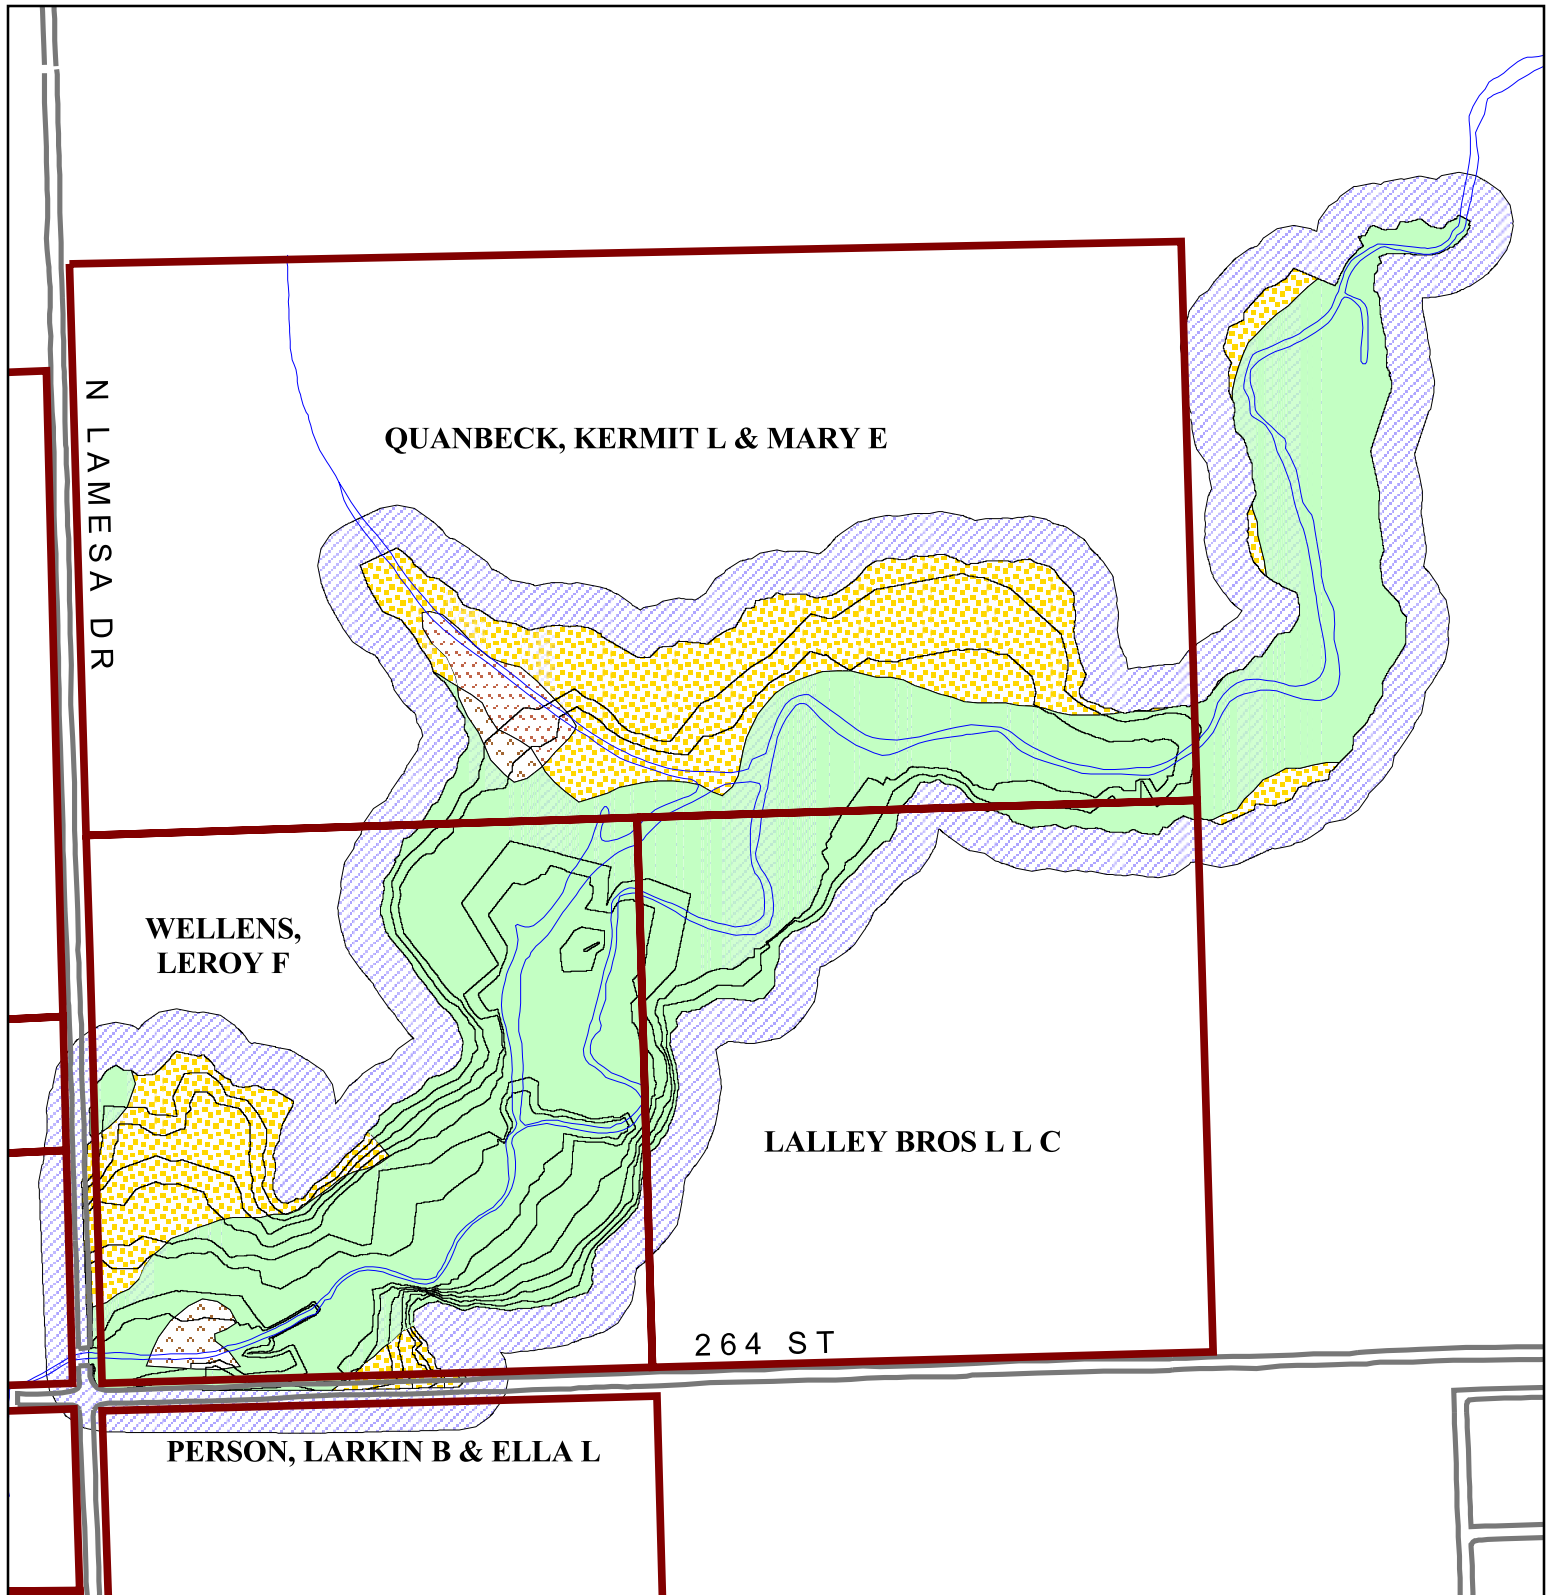 QUANBECK, KERMIT L & MARY E
N LAMESA DR
WELLENS,
LEROY F
LALLEY BROS L L C
264 ST
PERSON, LARKIN B & ELLA L